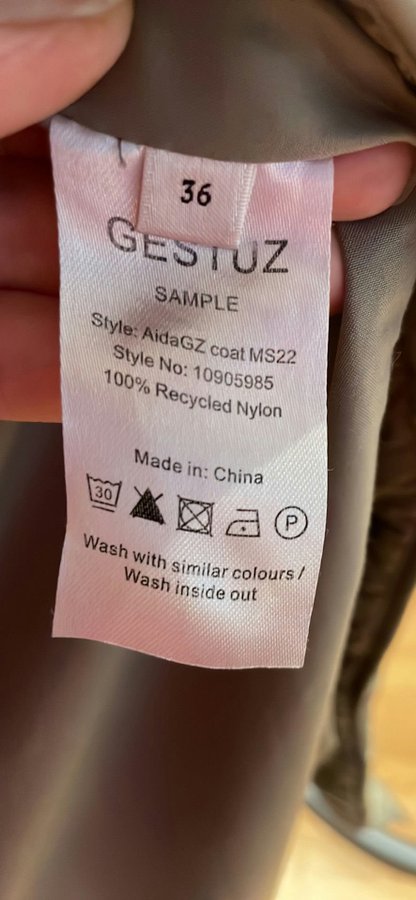 36
GESTUZ
SAMPLE
Style: AidaGZ coat MS22
Style No: 10905985
100% Recycled Nylon
Made in: China
30
P
Wash with similar colours /
Wash inside out